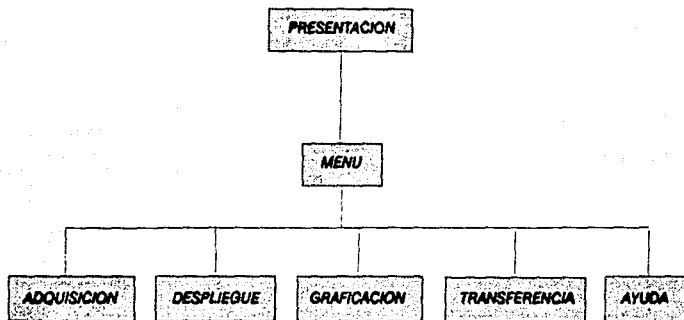 PRESENTACION
MENU
ADQUISICION DESPLIEGUE GRAFICACION TRANSFERENCIA AYUDA